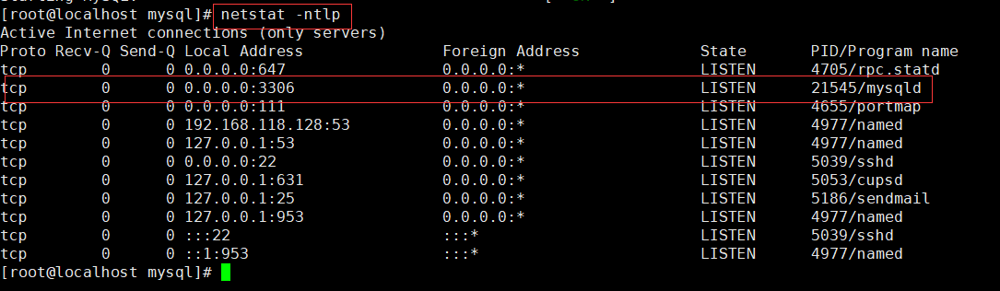 [root@localhost mysql]# netstat -ntlp
Active Internet connections (only servers)
Proto Recv-Q Send-Q Local Address Foreign Address State PID/Program name
tcp 0 0 0.0.0.0:647 0.0.0.0:* LISTEN 4705/rpc.statd
tcp 0 0 0.0.0.0:3306 0.0.0.0:* LISTEN 21545/mysqld
tcp 0 0 0.0.0.0:111 0.0.0.0:* LISTEN 4655/portmap
tcp 0 0 192.168.118.128:53 0.0.0.0:* LISTEN 4977/named
tcp 0 0 127.0.0.1:53 0.0.0.0:* LISTEN 4977/named
tcp 0 0 0.0.0.0:22 0.0.0.0:* LISTEN 5039/sshd
tcp 0 0 127.0.0.1:631 0.0.0.0:* LISTEN 5053/cupsd
tcp 0 0 127.0.0.1:25 0.0.0.0:* LISTEN 5186/sendmail
tcp 0 0 127.0.0.1:953 0.0.0.0:* LISTEN 4977/named
tcp 0 0 :::22 :::* LISTEN 5039/sshd
tcp 0 0 ::1:953 :::* LISTEN 4977/named
[root@localhost mysql]#